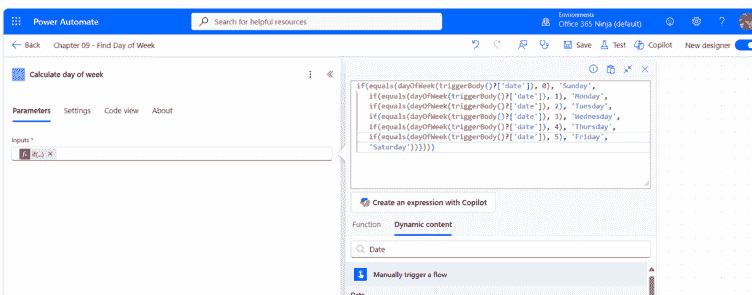 Power Automate
Search for helpful resources
Environments
Office 365 Ninja (default)
Back
Chapter 09 - Find Day of Week
Save
Test
Copilot
New designer
Calculate day of week
Parameters
Settings
Code view
About
Inputs *
fx if(...) ×
if(equals(dayOfWeek(triggerBody()?['date']), 0), 'Sunday',
if(equals(dayOfWeek(triggerBody()?['date']), 1), 'Monday',
if(equals(dayOfWeek(triggerBody()?['date']), 2), 'Tuesday',
if(equals(dayOfWeek(triggerBody()?['date']), 3), 'Wednesday',
if(equals(dayOfWeek(triggerBody()?['date']), 4), 'Thursday',
if(equals(dayOfWeek(triggerBody()?['date']), 5), 'Friday',
'Saturday'))))))
Create an expression with Copilot
Function
Dynamic content
Date
Manually trigger a flow
Date